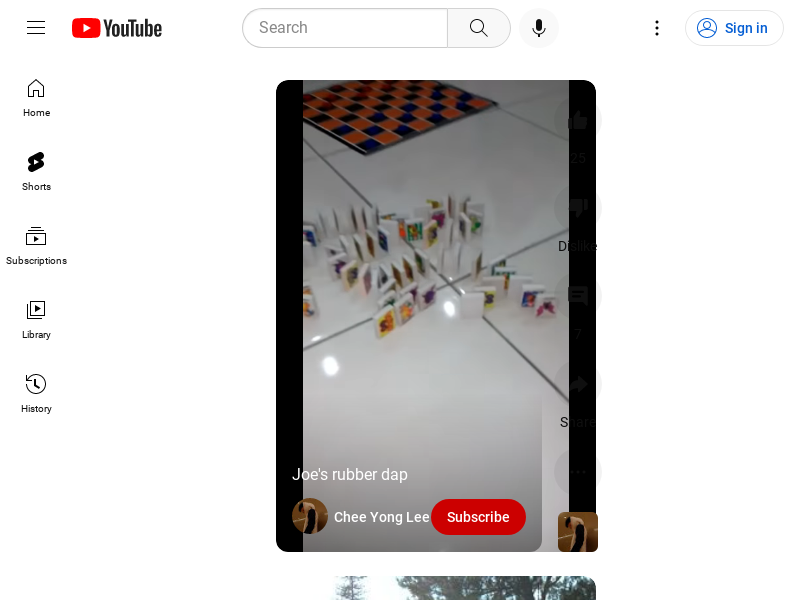 YouTube
Search
Sign in
Home
Shorts
Subscriptions
Library
History
25
Dislike
7
Share
Joe's rubber dap
Chee Yong Lee
Subscribe